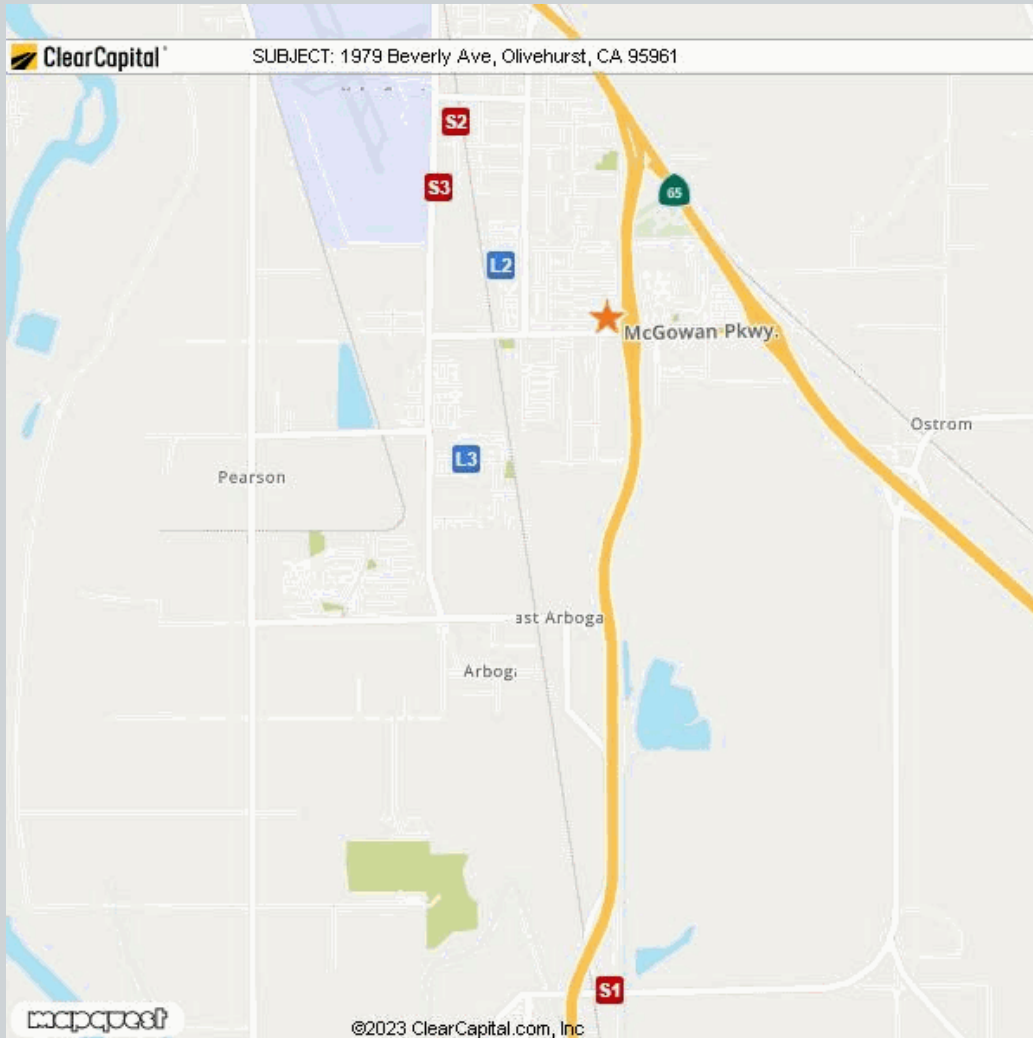 ClearCapital
SUBJECT: 1979 Beverly Ave, Olivehurst, CA 95961
S2
S3
65
L2
McGowan Pkwy.
Ostrom
L3
Pearson
ast Arboga
Arbog
S1
mapquest
©2023 ClearCapital.com, Inc